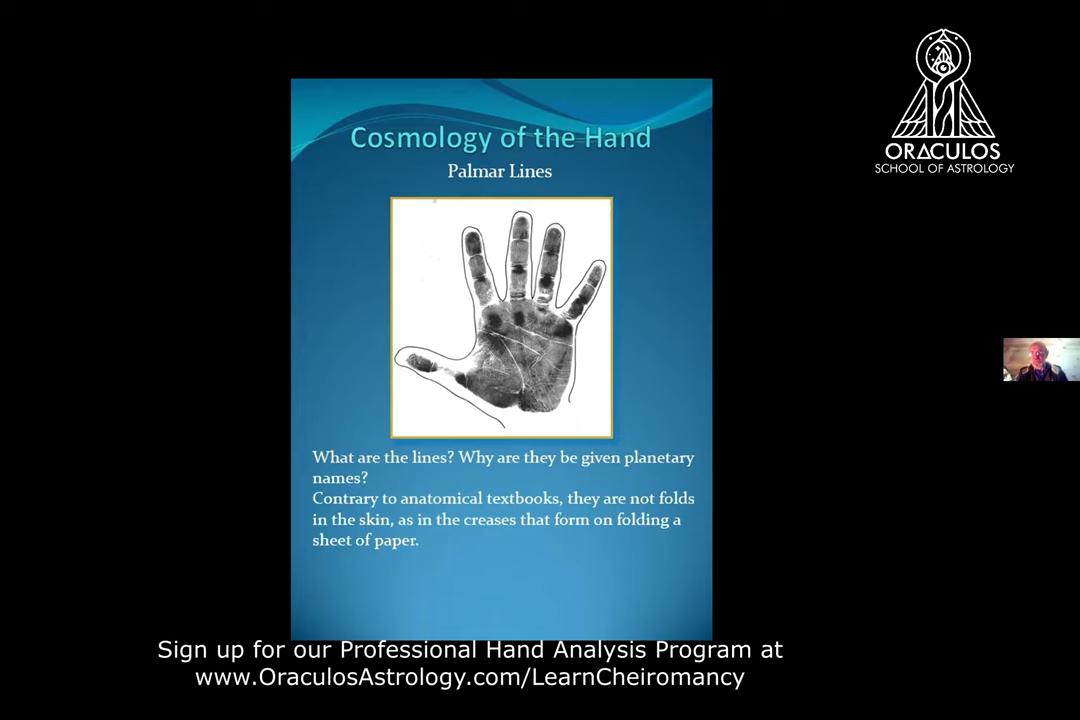 ORACULOS
SCHOOL OF ASTROLOGY
Cosmology of the Hand
Palmar Lines
What are the lines? Why are they be given planetary
names?
Contrary to anatomical textbooks, they are not folds
in the skin, as in the creases that form on folding a
sheet of paper.
Sign up for our Professional Hand Analysis Program at
www.OraculosAstrology.com/LearnCheiromancy